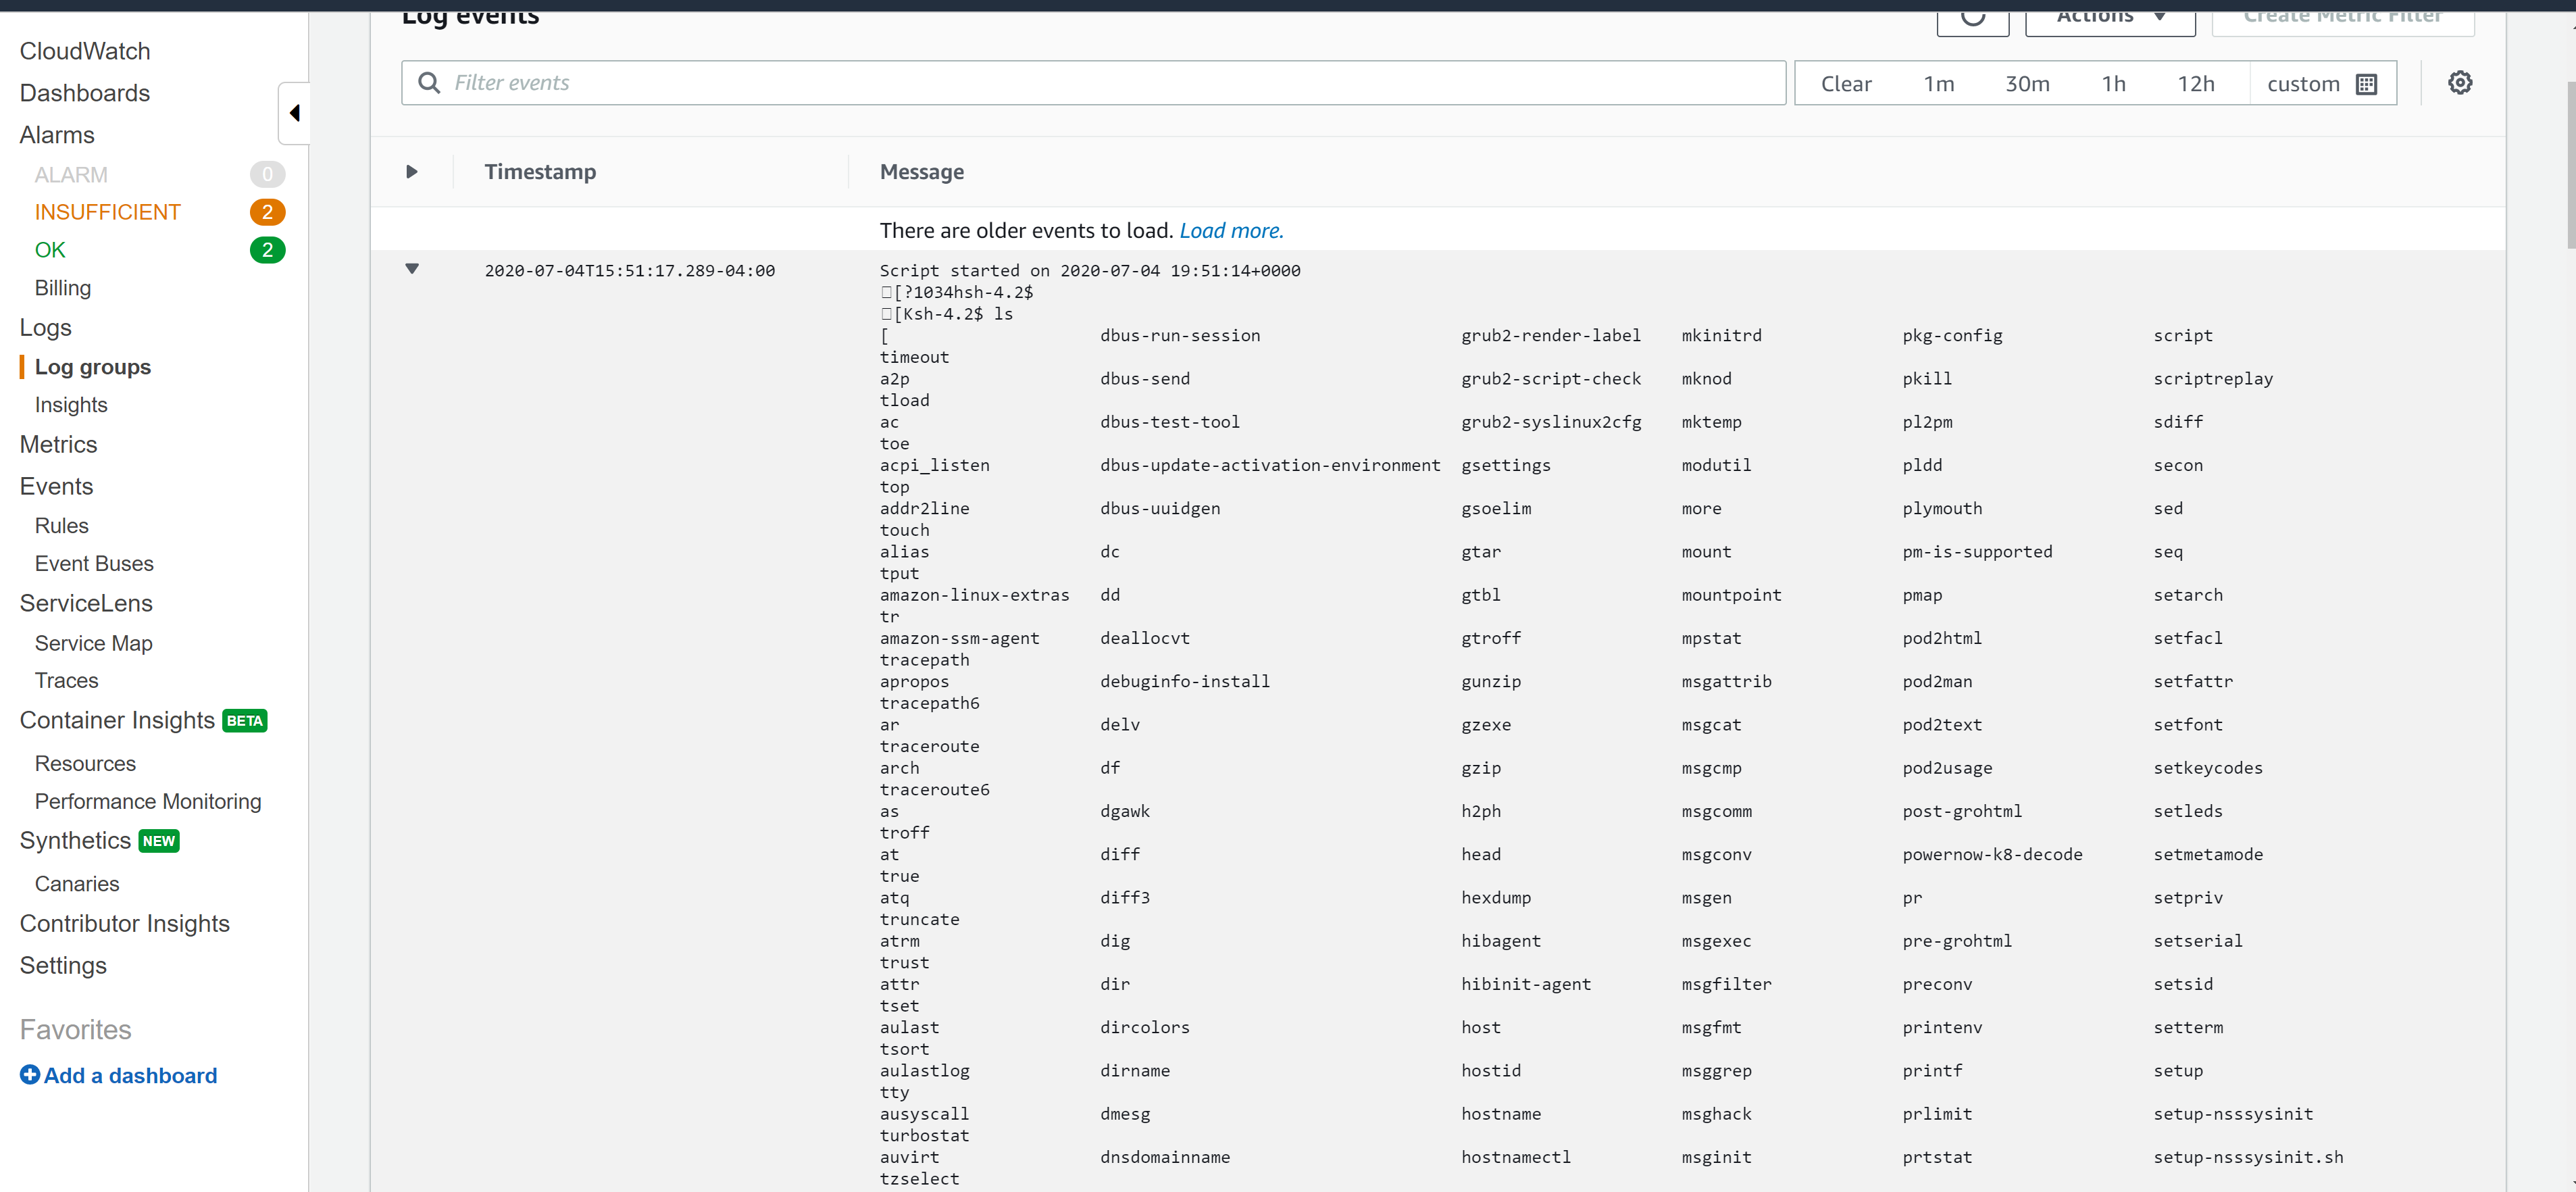 CloudWatch
Dashboards
Alarms
ALARM 0
INSUFFICIENT 2
OK 2
Billing
Logs
Log groups
Insights
Metrics
Events
Rules
Event Buses
ServiceLens
Service Map
Traces
Container Insights BETA
Resources
Performance Monitoring
Synthetics NEW
Canaries
Contributor Insights
Settings
Favorites
Add a dashboard
Log events
Actions Create Metric Filter
Filter events Clear 1m 30m 1h 12h custom
Timestamp Message
There are older events to load. Load more.
2020-07-04T15:51:17.289-04:00 Script started on 2020-07-04 19:51:14+0000
□[?1034hsh-4.2$
□[Ksh-4.2$ ls
[ dbus-run-session grub2-render-label mkinitrd pkg-config script
timeout
a2p dbus-send grub2-script-check mknod pkill scriptreplay
tload
ac dbus-test-tool grub2-syslinux2cfg mktemp pl2pm sdiff
toe
acpi_listen dbus-update-activation-environment gsettings modutil pldd secon
top
addr2line dbus-uuidgen gsoelim more plymouth sed
touch
alias dc gtar mount pm-is-supported seq
tput
amazon-linux-extras dd gtbl mountpoint pmap setarch
tr
amazon-ssm-agent deallocvt gtroff mpstat pod2html setfacl
tracepath
apropos debuginfo-install gunzip msgattrib pod2man setfattr
tracepath6
ar delv gzexe msgcat pod2text setfont
traceroute
arch df gzip msgcmp pod2usage setkeycodes
traceroute6
as dgawk h2ph msgcomm post-grohtml setleds
troff
at diff head msgconv powernow-k8-decode setmetamode
true
atq diff3 hexdump msgen pr setpriv
truncate
atrm dig hibagent msgexec pre-grohtml setserial
trust
attr dir hibinit-agent msgfilter preconv setsid
tset
aulast dircolors host msgfmt printenv setterm
tsort
aulastlog dirname hostid msggrep printf setup
tty
ausyscall dmesg hostname msghack prlimit setup-nsssysinit
turbostat
auvirt dnsdomainname hostnamectl msginit prtstat setup-nsssysinit.sh
tzselect